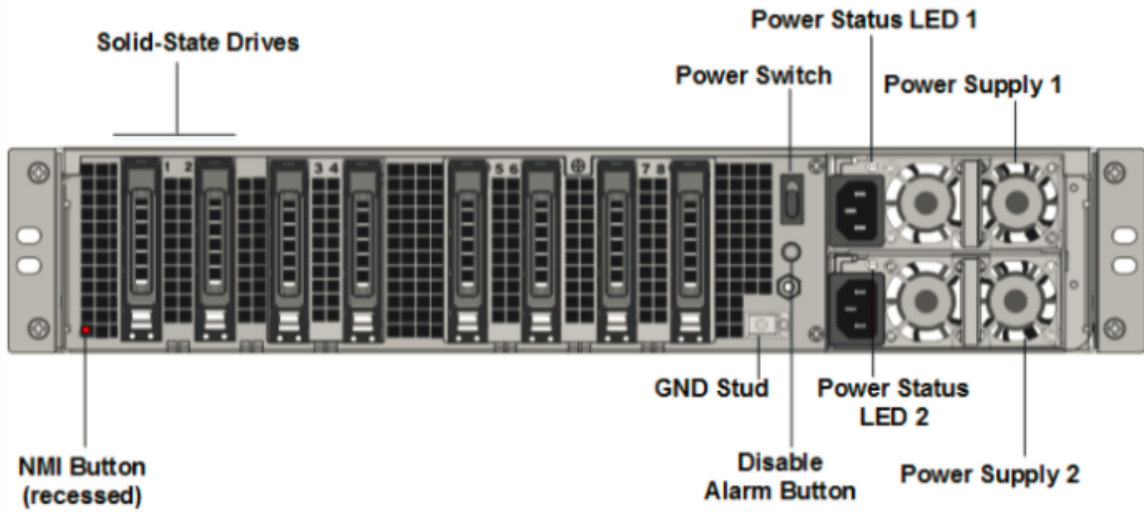 Power Status LED 1
Solid-State Drives
Power Switch
Power Supply 1
1 2
3 4
5 6
7 8
GND Stud
Power Status
LED 2
NMI Button
(recessed)
Disable
Alarm Button
Power Supply 2